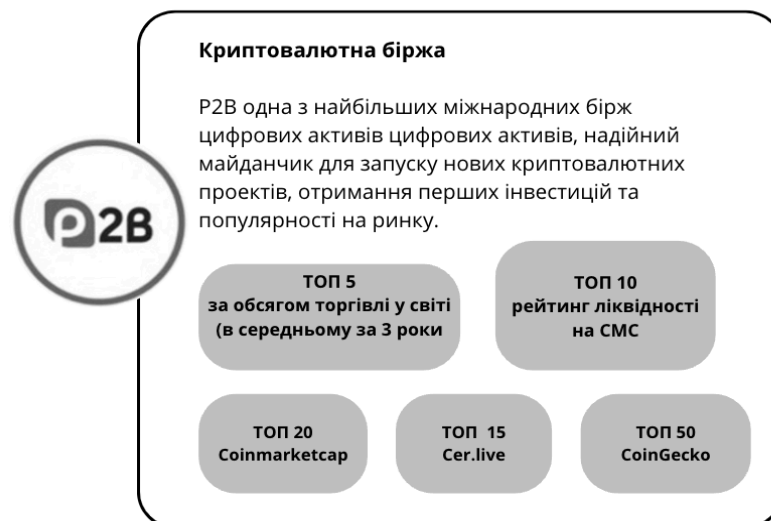 Криптовалютна біржа
P2B одна з найбільших міжнародних бірж
цифрових активів цифрових активів, надійний
майданчик для запуску нових криптовалютних
проектів, отримання перших інвестицій та
популярності на ринку.
P2B
ТОП 5
за обсягом торгівлі у світі
(в середньому за 3 роки
ТОП 10
рейтинг ліквідності
на CMC
ТОП 20
Coinmarketcap
ТОП 15
Cer.live
ТОП 50
CoinGecko